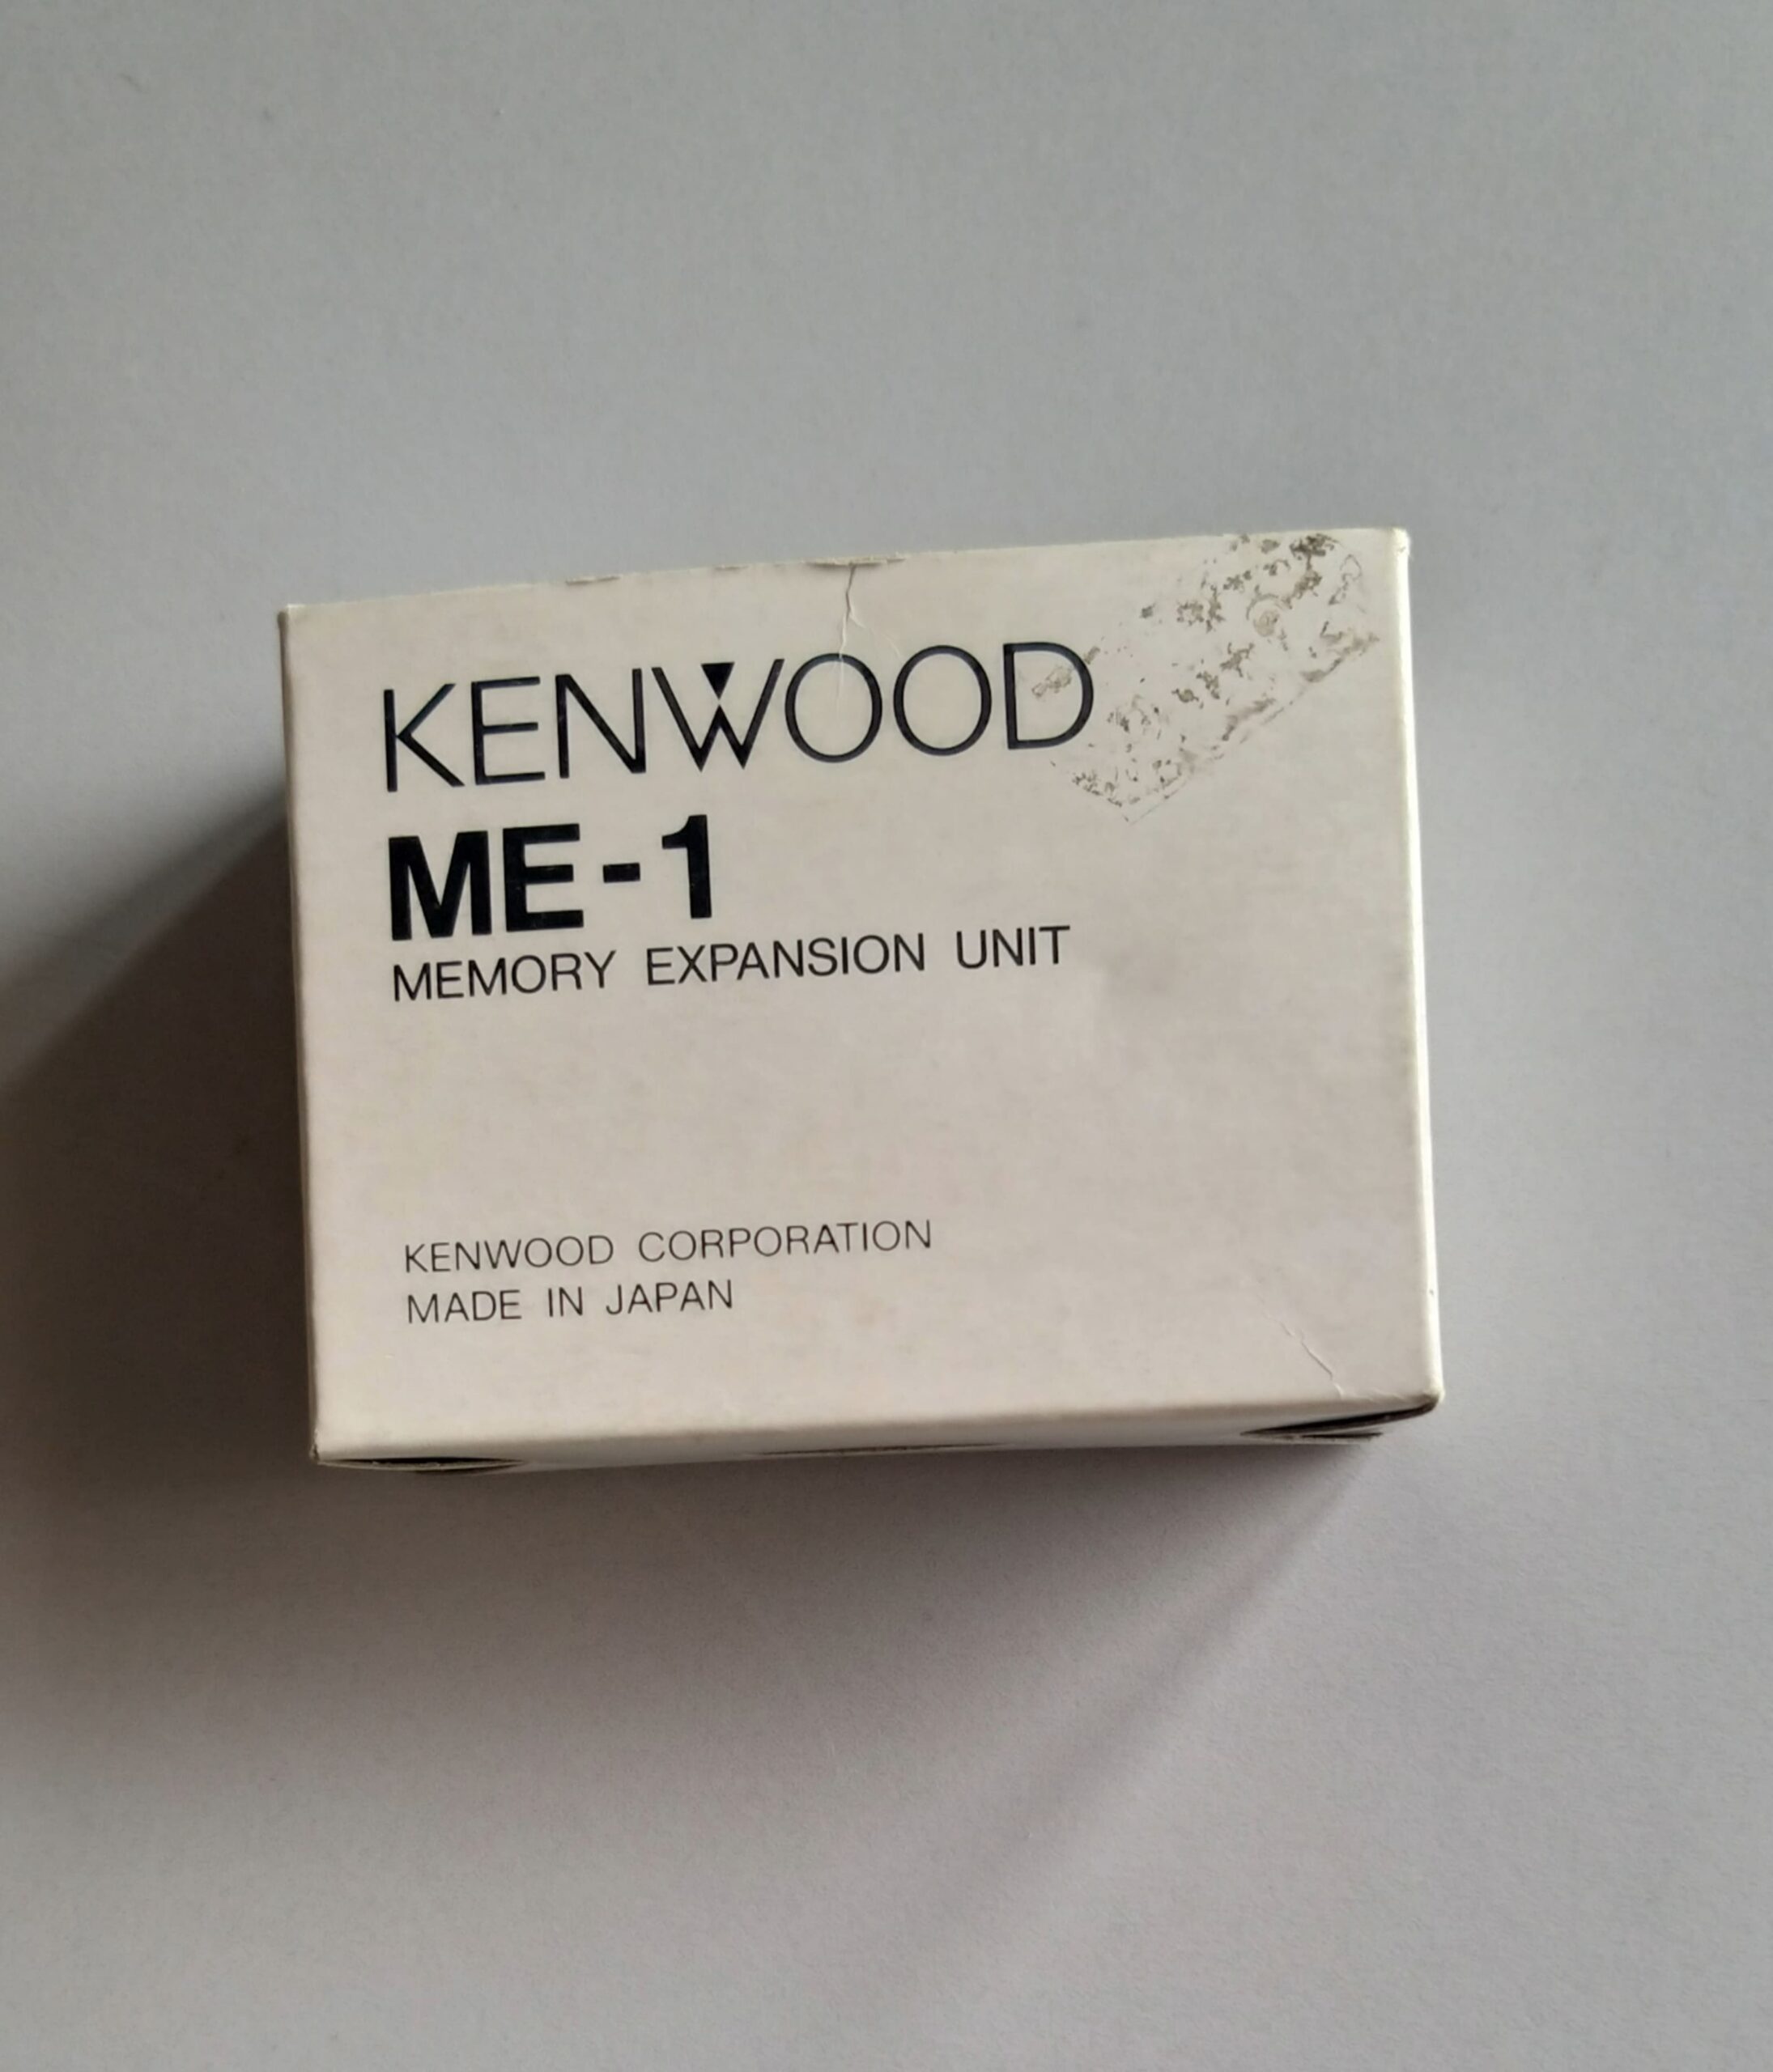 KENWOOD
ME-1
MEMORY EXPANSION UNIT
KENWOOD CORPORATION
MADE IN JAPAN